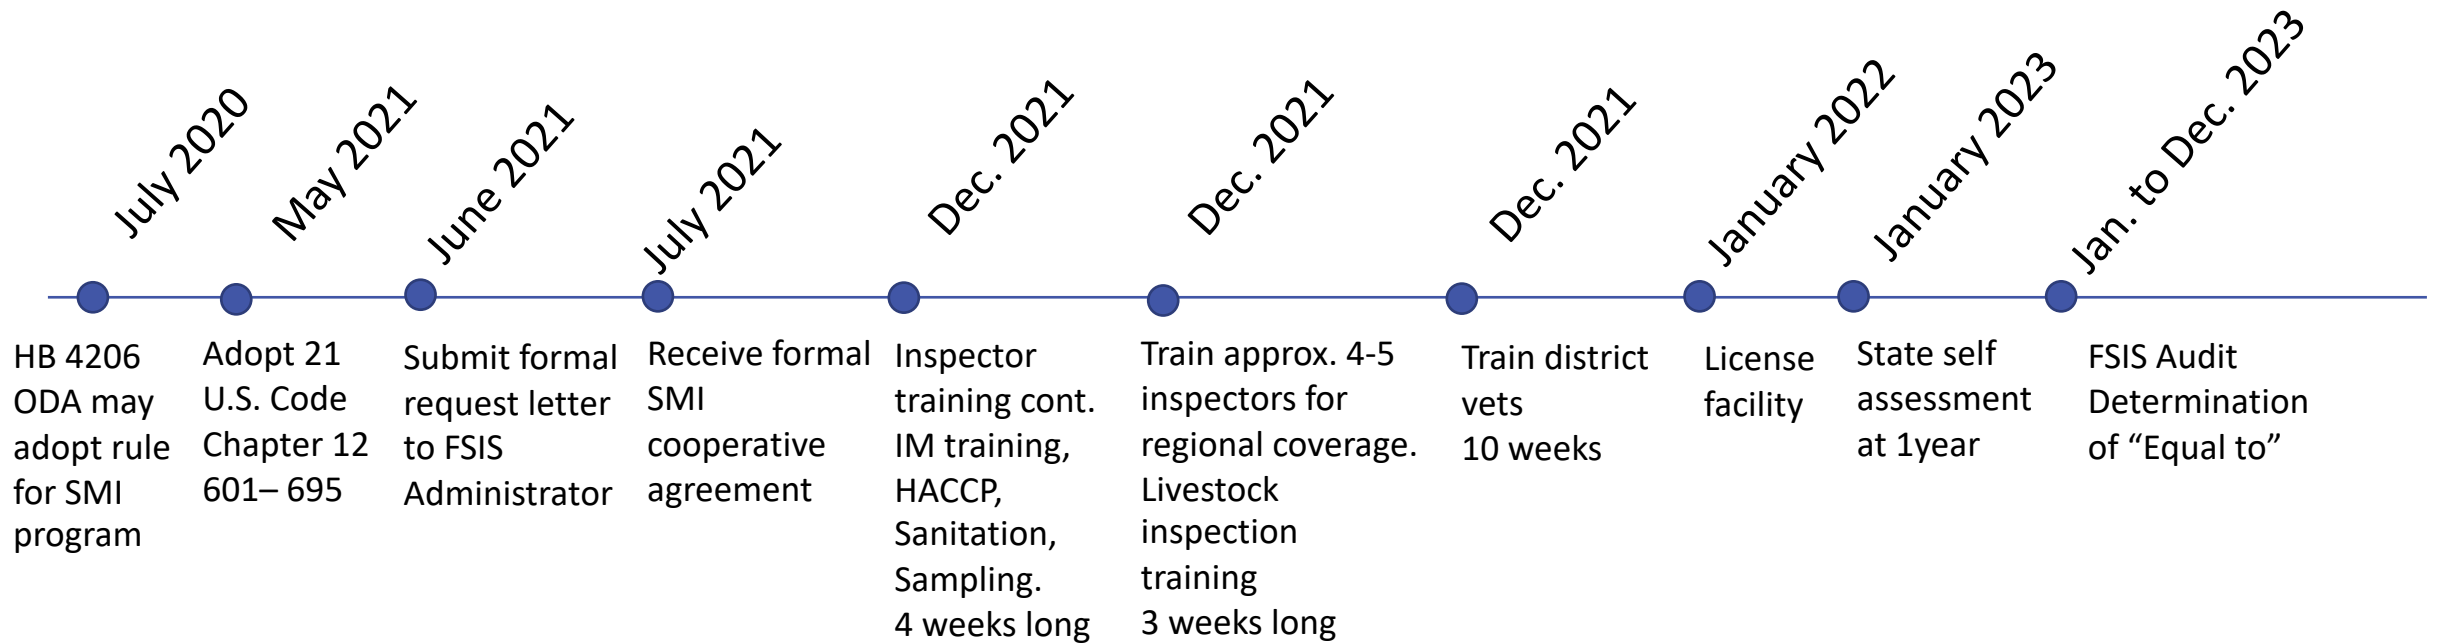 July 2020
May 2021
June 2021
July 2021
Dec. 2021
Dec. 2021
Dec. 2021
January 2022
January 2023
Jan. to Dec. 2023
HB 4206
ODA may
adopt rule
for SMI
program
Adopt 21
U.S. Code
Chapter 12
601– 695
Submit formal
request letter
to FSIS
Administrator
Receive formal
SMI
cooperative
agreement
Inspector
training cont.
IM training,
HACCP,
Sanitation,
Sampling.
4 weeks long
Train approx. 4-5
inspectors for
regional coverage.
Livestock
inspection
training
3 weeks long
Train district
vets
10 weeks
License
facility
State self
assessment
at 1year
FSIS Audit
Determination
of “Equal to”